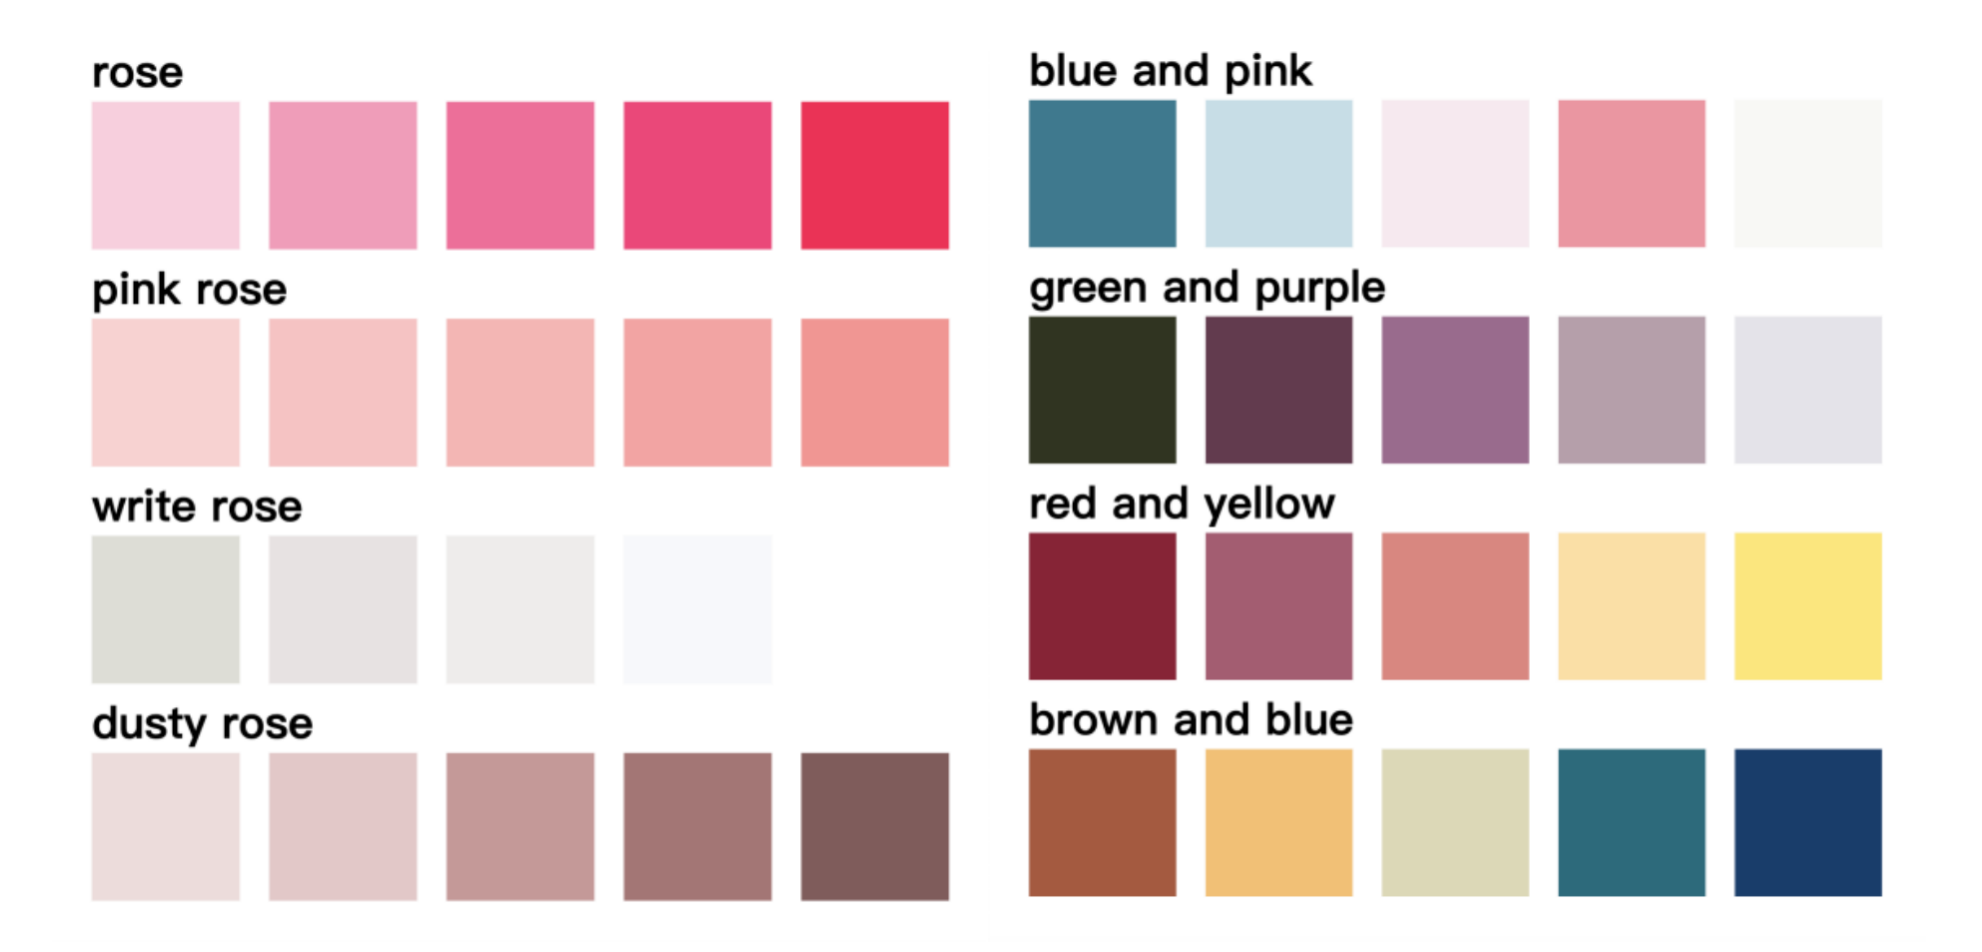 rose
pink rose
write rose
dusty rose
blue and pink
green and purple
red and yellow
brown and blue